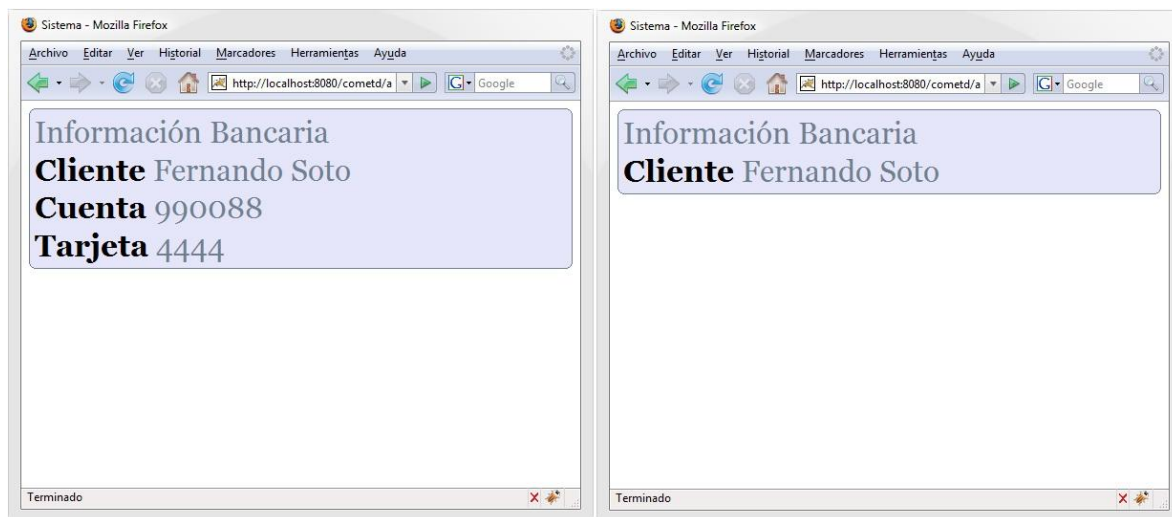 Sistema - Mozilla Firefox
Archivo Editar Ver Historial Marcadores Herramientas Ayuda
http://localhost:8080/cometd/a G Google
Información Bancaria
Cliente Fernando Soto
Cuenta 990088
Tarjeta 4444
Terminado
Sistema - Mozilla Firefox
Archivo Editar Ver Historial Marcadores Herramientas Ayuda
http://localhost:8080/cometd/a G Google
Información Bancaria
Cliente Fernando Soto
Terminado